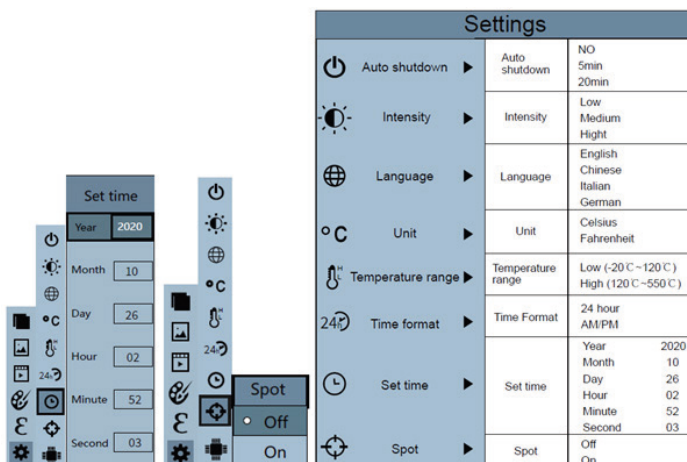 Set time
Year 2020
°C
Month 10
Day 26
Hour 02
24h
Minute 52
ε
Second 03
°C
24h
ε
Spot
Off
On
Settings
Auto shutdown
Auto
shutdown
NO
5min
20min
Intensity
Intensity
Low
Medium
Hight
Language
Language
English
Chinese
Italian
German
°C
Unit
Unit
Celsius
Fahrenheit
H
L
Temperature range
Temperature
range
Low (-20℃~120℃)
High (120℃~550℃)
24h
Time format
Time Format
24 hour
AM/PM
Set time
Set time
Year 2020
Month 10
Day 26
Hour 02
Minute 52
Second 03
Spot
Spot
Off
On